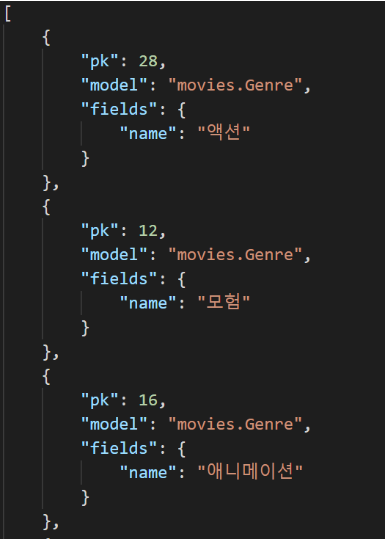 [
    {
        "pk": 28,
        "model": "movies.Genre",
        "fields": {
            "name": "액션"
        }
    },
    {
        "pk": 12,
        "model": "movies.Genre",
        "fields": {
            "name": "모험"
        }
    },
    {
        "pk": 16,
        "model": "movies.Genre",
        "fields": {
            "name": "애니메이션"
        }
    },